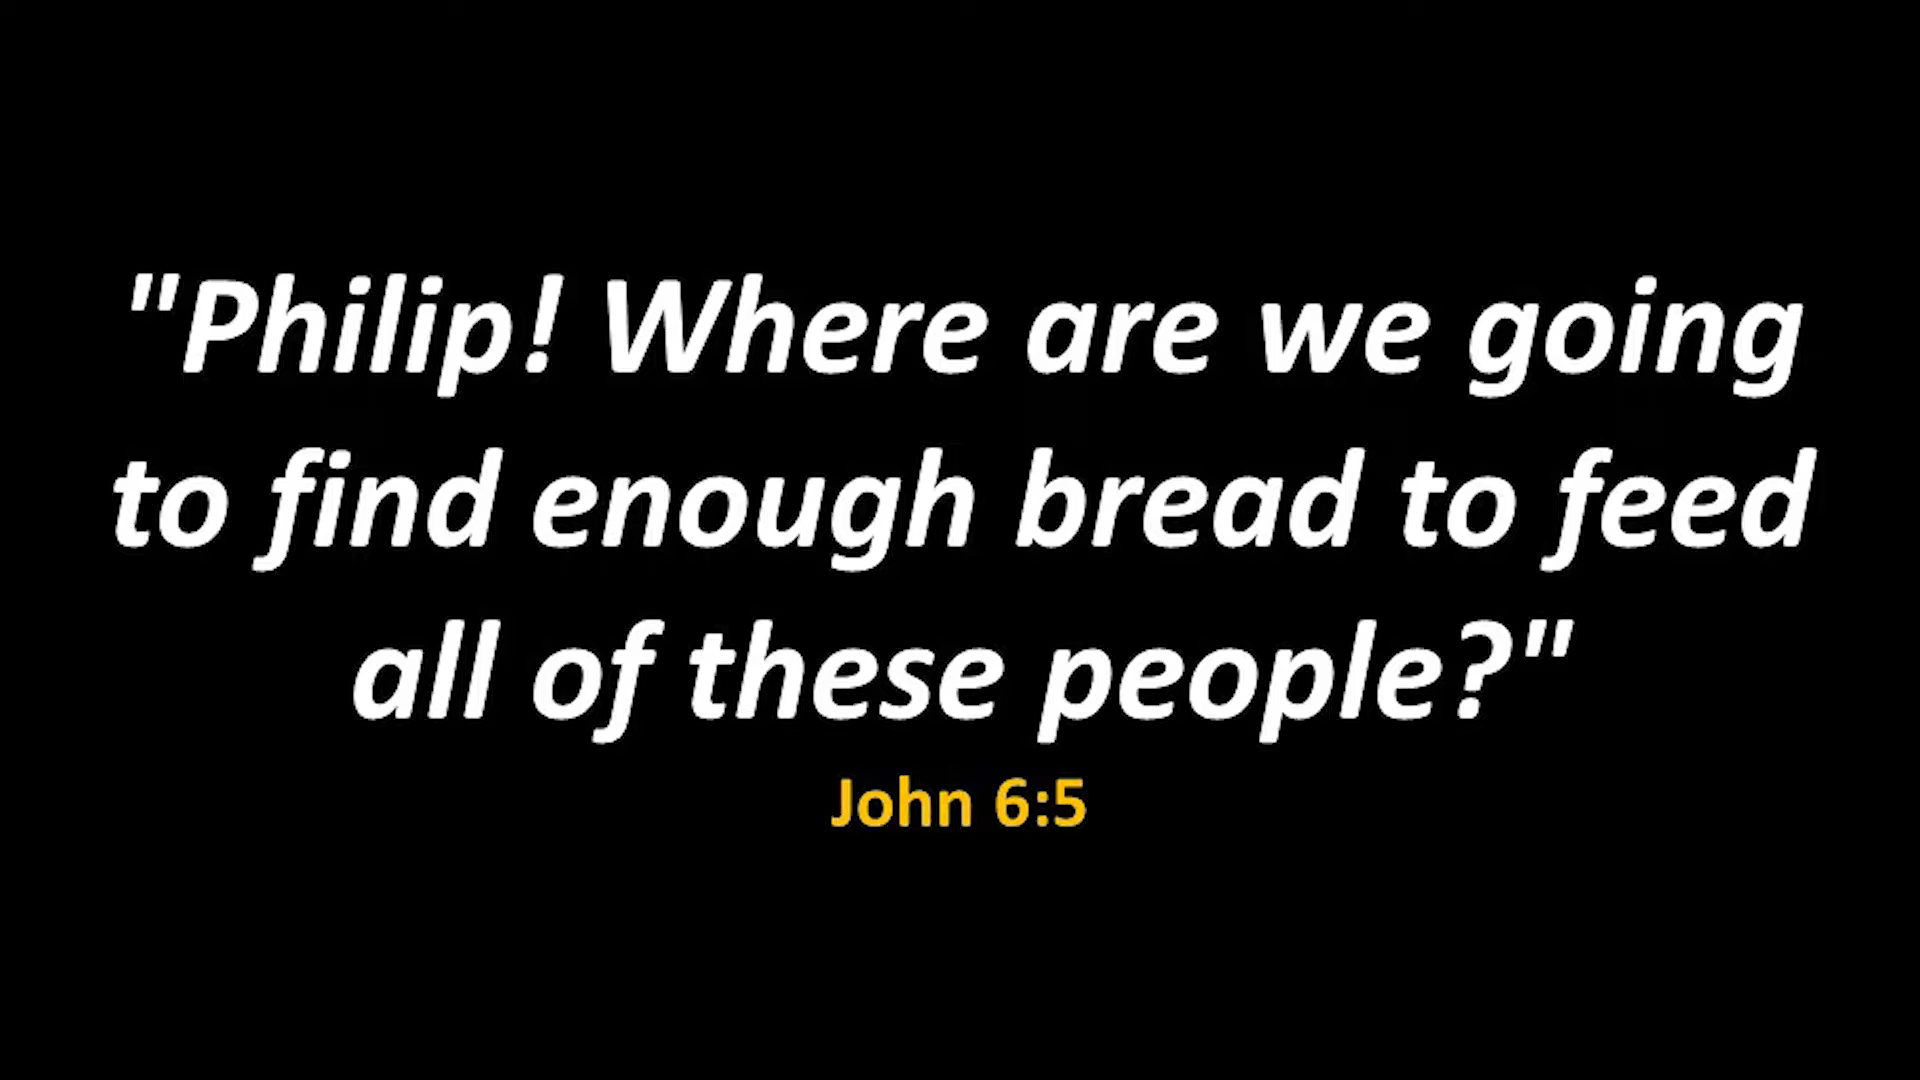 "Philip! Where are we going
to find enough bread to feed
all of these people?"
John 6:5